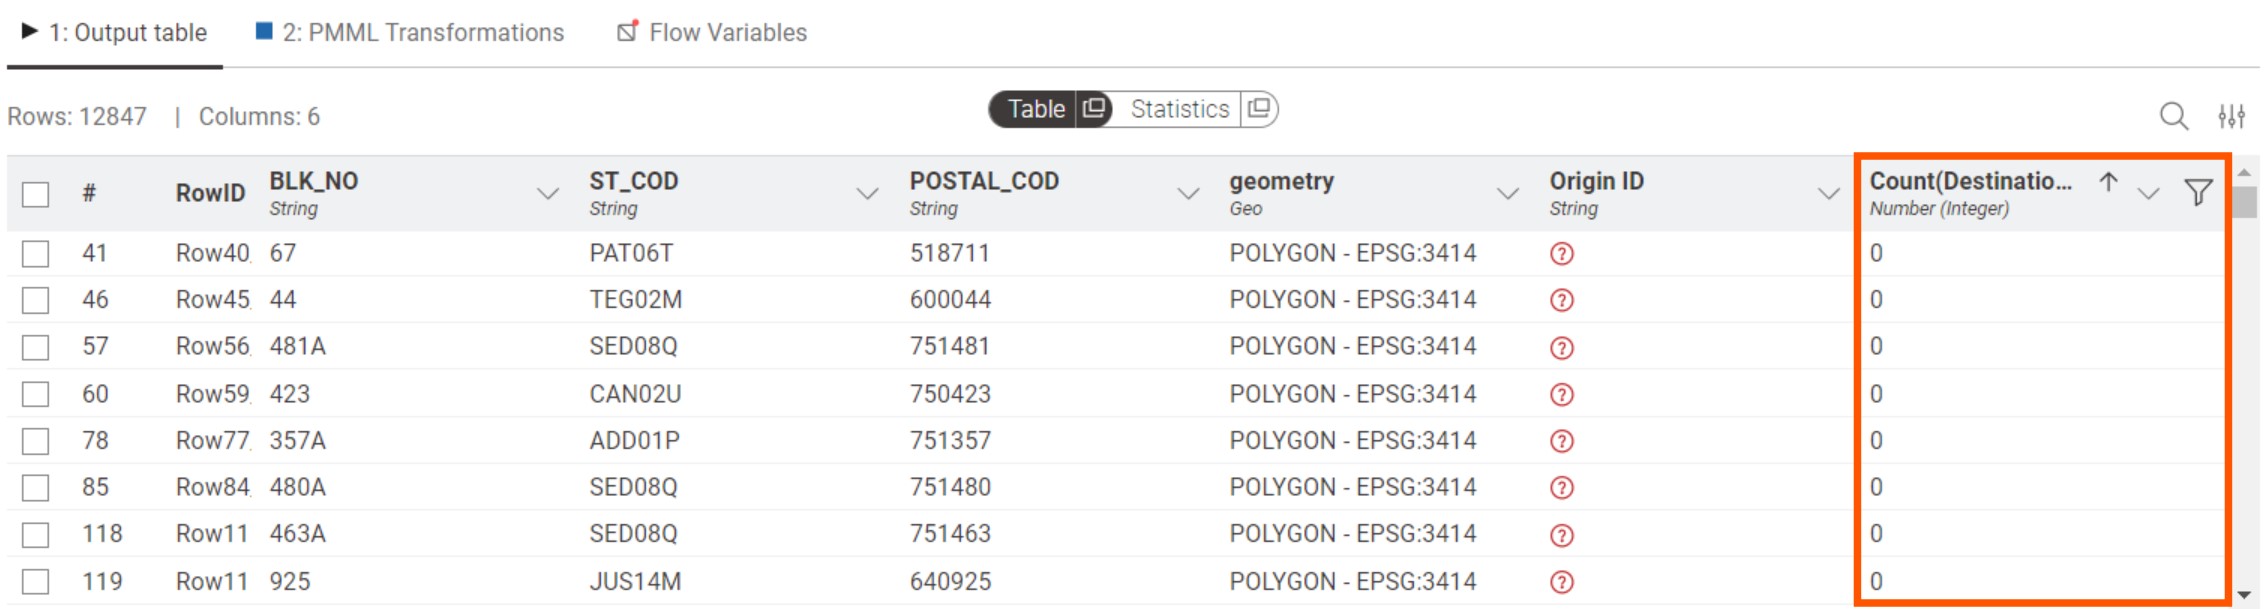 1: Output table 2: PMML Transformations Flow Variables
Rows: 12847 | Columns: 6 Table Statistics
# RowID BLK_NO ST_COD POSTAL_COD geometry Origin ID Count(Destinatio...
String String String Geo String Number (Integer)
41 Row40 67 PAT06T 518711 POLYGON - EPSG:3414 ? 0
46 Row45 44 TEG02M 600044 POLYGON - EPSG:3414 ? 0
57 Row56 481A SED08Q 751481 POLYGON - EPSG:3414 ? 0
60 Row59 423 CAN02U 750423 POLYGON - EPSG:3414 ? 0
78 Row77 357A ADD01P 751357 POLYGON - EPSG:3414 ? 0
85 Row84 480A SED08Q 751480 POLYGON - EPSG:3414 ? 0
118 Row11 463A SED08Q 751463 POLYGON - EPSG:3414 ? 0
119 Row11 925 JUS14M 640925 POLYGON - EPSG:3414 ? 0